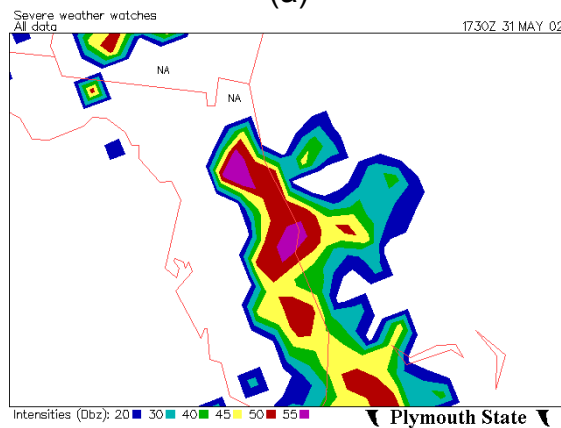 (a)
Severe weather watches
All data
1730Z 31 MAY 02
NA
NA
Intensities (Dbz): 20 30 40 45 50 55
Plymouth State